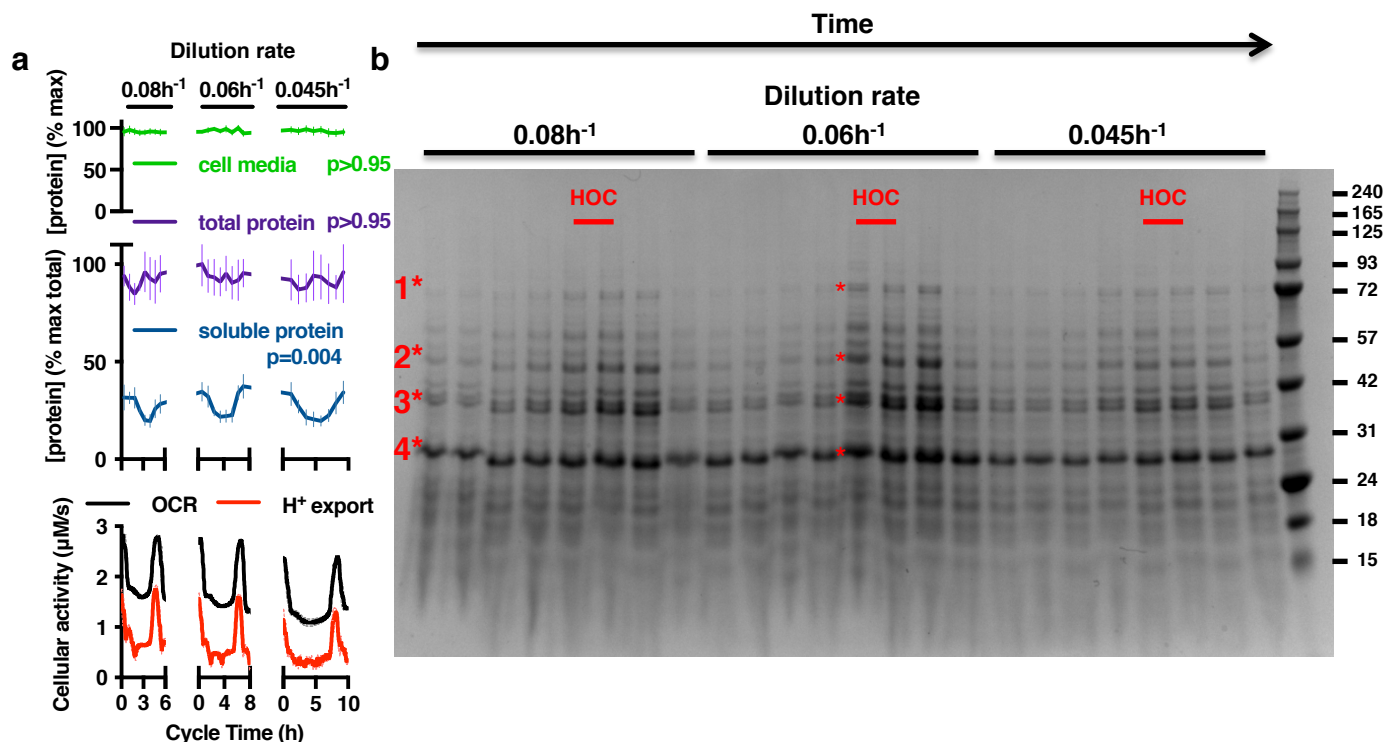 a
Dilution rate
0.08h-1 0.06h-1 0.045h-1
[protein] (% max)
100
50
0
cell media p>0.95
total protein p>0.95
[protein] (% max total)
100
50
0
soluble protein
p=0.004
OCR H+ export
Cellular activity (µM/s)
3
2
1
0
0 3 6 0 4 8 0 5 10
Cycle Time (h)
Time
b
Dilution rate
0.08h-1 0.06h-1 0.045h-1
HOC HOC HOC
1*
2*
3*
4*
*
*
*
*
240
165
125
93
72
57
42
31
24
18
15